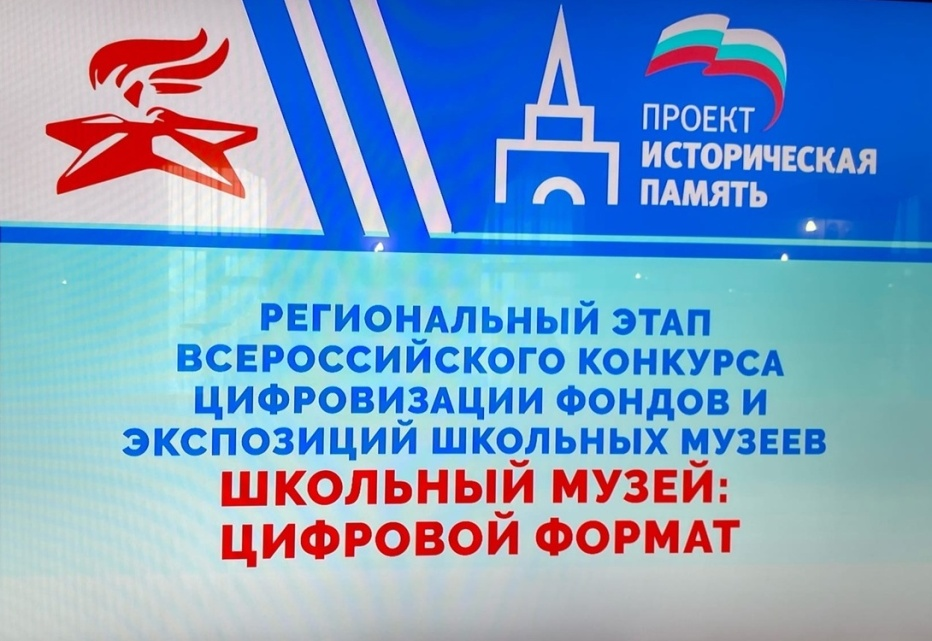 ПРОЕКТ
ИСТОРИЧЕСКАЯ
ПАМЯТЬ
РЕГИОНАЛЬНЫЙ ЭТАП
ВСЕРОССИЙСКОГО КОНКУРСА
ЦИФРОВИЗАЦИИ ФОНДОВ И
ЭКСПОЗИЦИЙ ШКОЛЬНЫХ МУЗЕЕВ
ШКОЛЬНЫЙ МУЗЕЙ:
ЦИФРОВОЙ ФОРМАТ